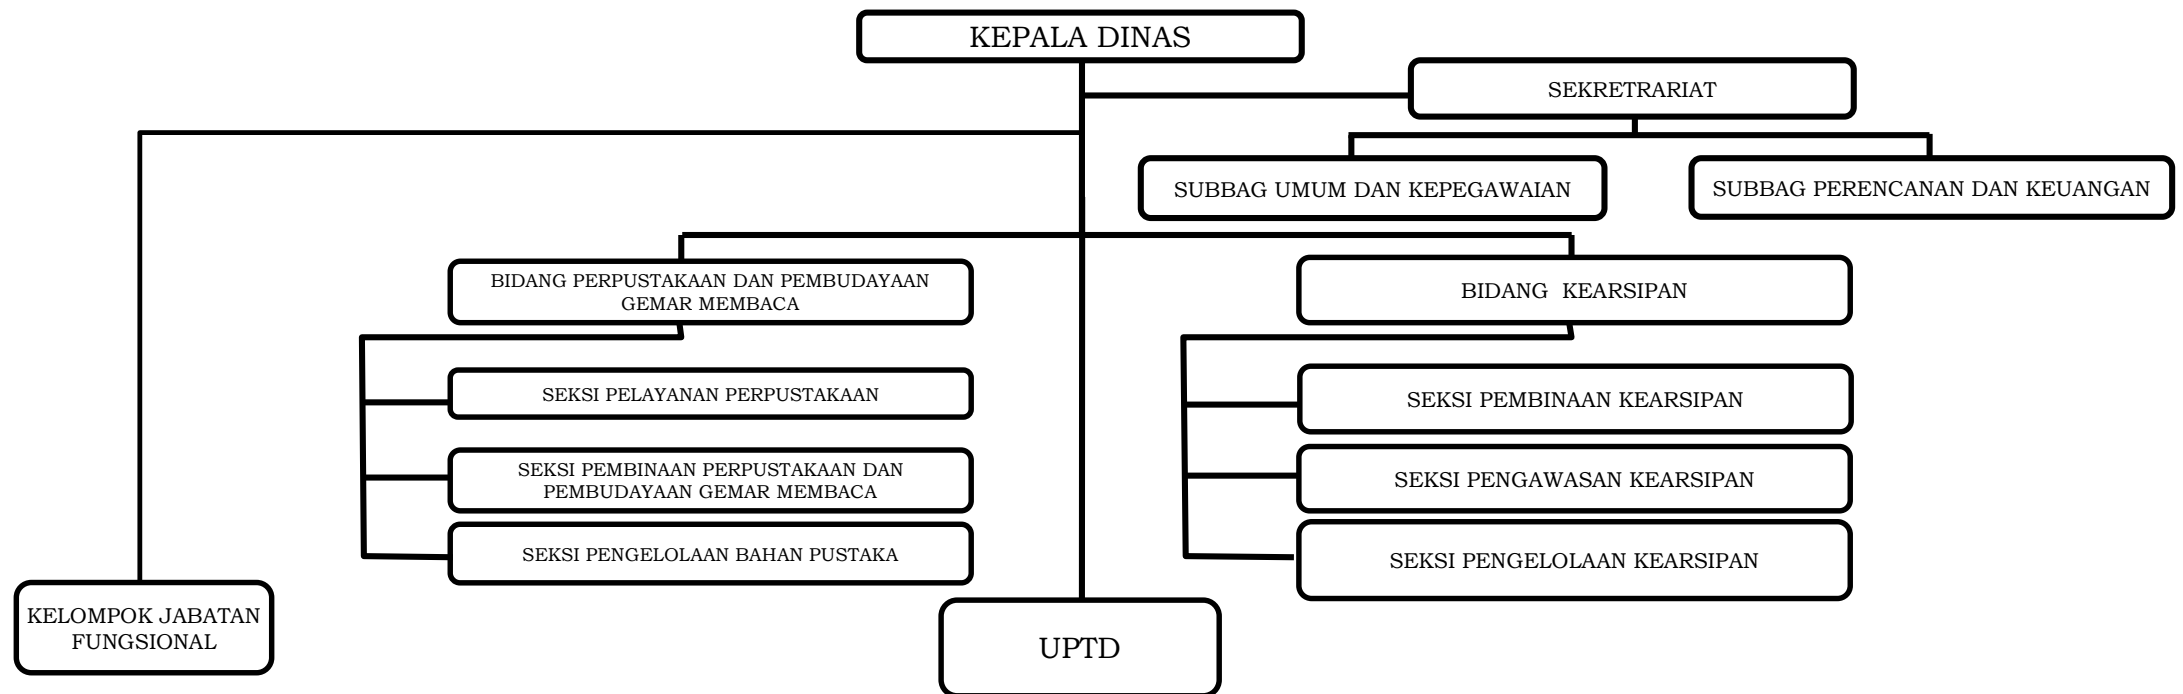 KEPALA DINAS
SEKRETRARIAT
SUBBAG UMUM DAN KEPEGAWAIAN
SUBBAG PERENCANAN DAN KEUANGAN
BIDANG PERPUSTAKAAN DAN PEMBUDAYAAN
GEMAR MEMBACA
BIDANG KEARSIPAN
SEKSI PELAYANAN PERPUSTAKAAN
SEKSI PEMBINAAN KEARSIPAN
SEKSI PEMBINAAN PERPUSTAKAAN DAN
PEMBUDAYAAN GEMAR MEMBACA
SEKSI PENGAWASAN KEARSIPAN
SEKSI PENGELOLAAN BAHAN PUSTAKA
SEKSI PENGELOLAAN KEARSIPAN
KELOMPOK JABATAN
FUNGSIONAL
UPTD